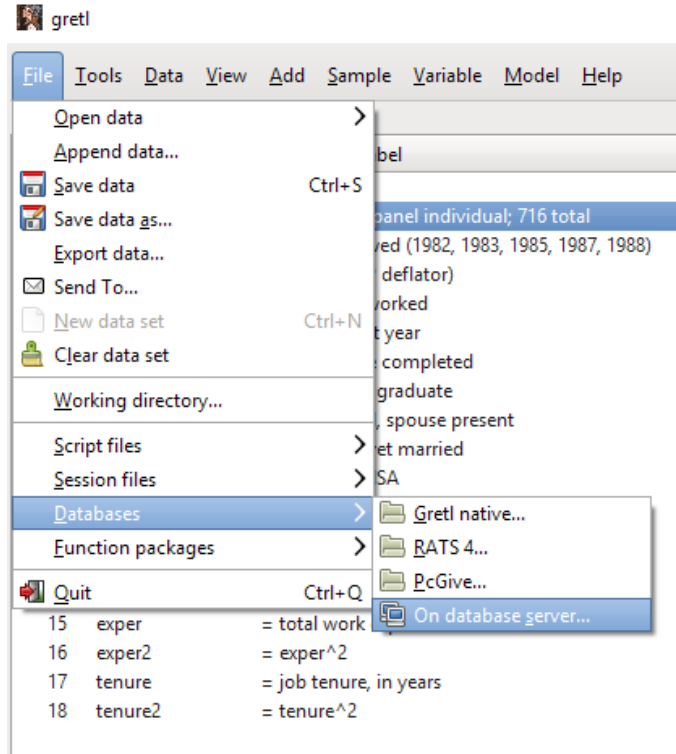 gretl
File Tools Data View Add Sample Variable Model Help
Open data
Append data... bel
Save data Ctrl+S
Save data as... panel individual; 716 total
Export data... ved (1982, 1983, 1985, 1987, 1988)
Send To... deflator)
New data set Ctrl+N vorked
Clear data set t year
completed
Working directory... graduate
, spouse present
Script files et married
Session files SA
Databases Gretl native...
Function packages RATS 4...
PcGive...
Quit Ctrl+Q On database server...
15 exper = total work
16 exper2 = exper^2
17 tenure = job tenure, in years
18 tenure2 = tenure^2